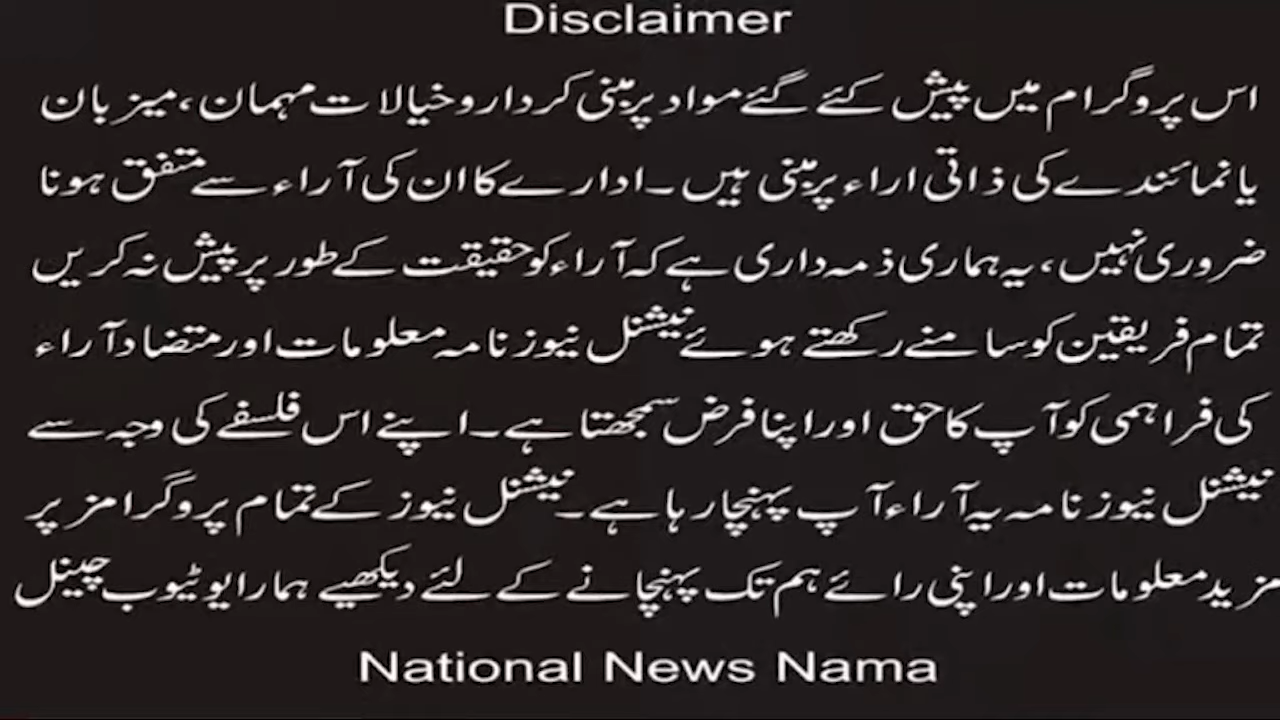 Disclaimer
اس پروگرام میں پیش کئے گئے مواد پر مبنی کردار و خیالات مہمان، میزبان
یا نمائندے کی ذاتی اراء پر مبنی ہیں۔ ادارے کا ان کی آراء سے متفق ہونا
ضروری نہیں، یہ ہماری ذمہ داری ہے کہ آراء کو حقیقت کے طور پر پیش نہ کریں
تمام فریقین کو سامنے رکھتے ہوئے نیشنل نیوز نامہ معلومات اور متضاد آراء
کی فراہمی کو آپ کا حق اور اپنا فرض سمجھتا ہے۔ اپنے اس فلسفے کی وجہ سے
نیشنل نیوز نامہ یہ آراء آپ پہنچا رہا ہے۔ نیشنل نیوز کے تمام پروگرامز پر
مزید معلومات اور اپنی رائے ہم تک پہنچانے کے لئے دیکھیے ہمارا یوٹیوب چینل
National News Nama